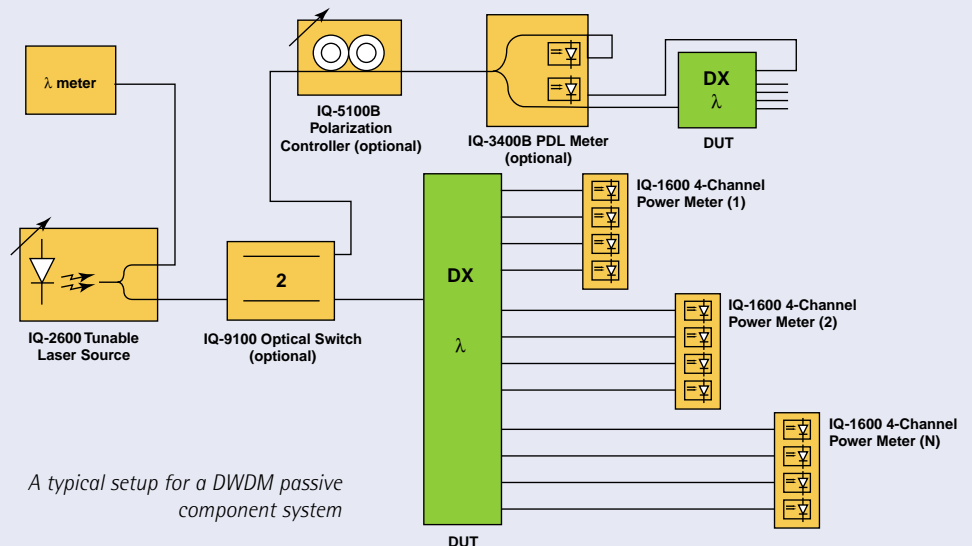 λ meter
IQ-5100B
Polarization
Controller (optional)
IQ-3400B PDL Meter
(optional)
DX
λ
DUT
IQ-1600 4-Channel
Power Meter (1)
IQ-2600 Tunable
Laser Source
2
IQ-9100 Optical Switch
(optional)
DX
λ
DUT
IQ-1600 4-Channel
Power Meter (2)
IQ-1600 4-Channel
Power Meter (N)
A typical setup for a DWDM passive
component system